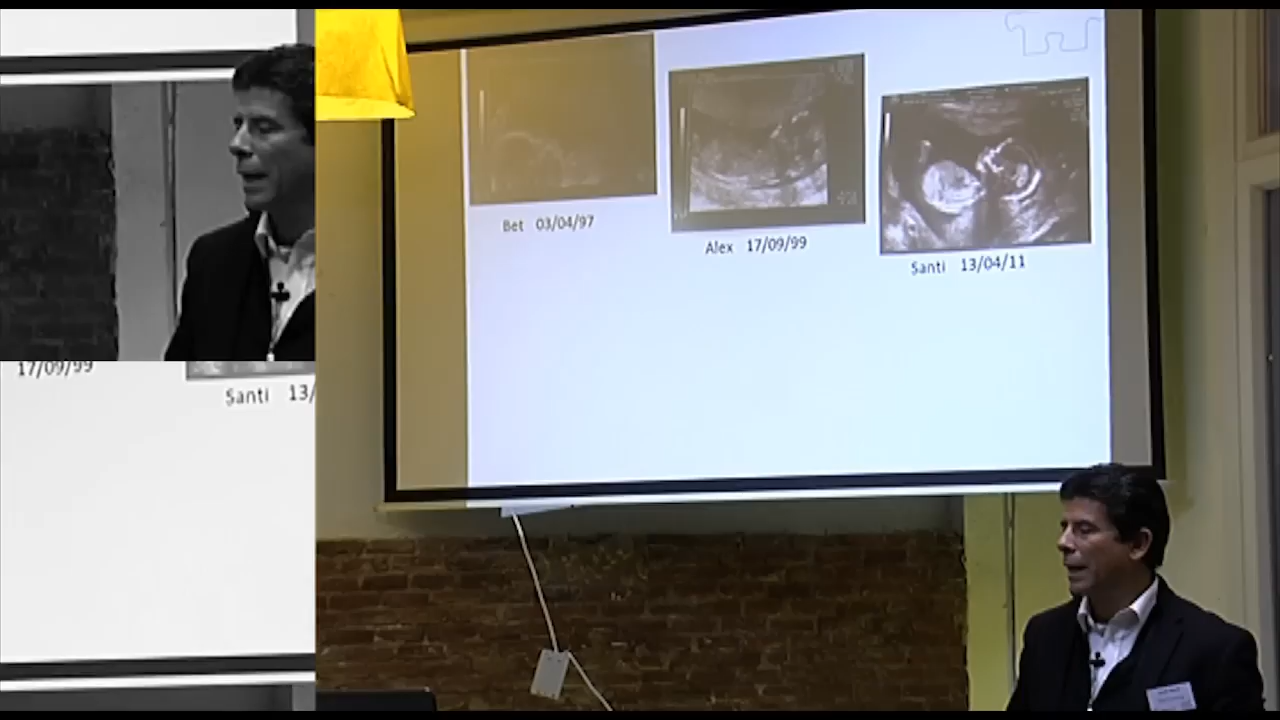 Bet 03/04/97
Alex 17/09/99
Santi 13/04/11
17/09/99
Santi 13/